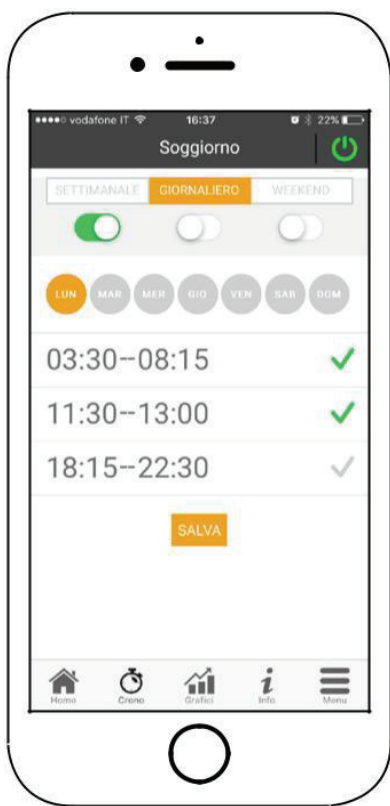 vodafone IT 16:37 22%
Soggiorno
SETTIMANALE GIORNALIERO WEEKEND
LUN MAR MER GIO VEN SAB DOM
03:30--08:15
11:30--13:00
18:15--22:30
SALVA
Home Crono Grafici Info Menu